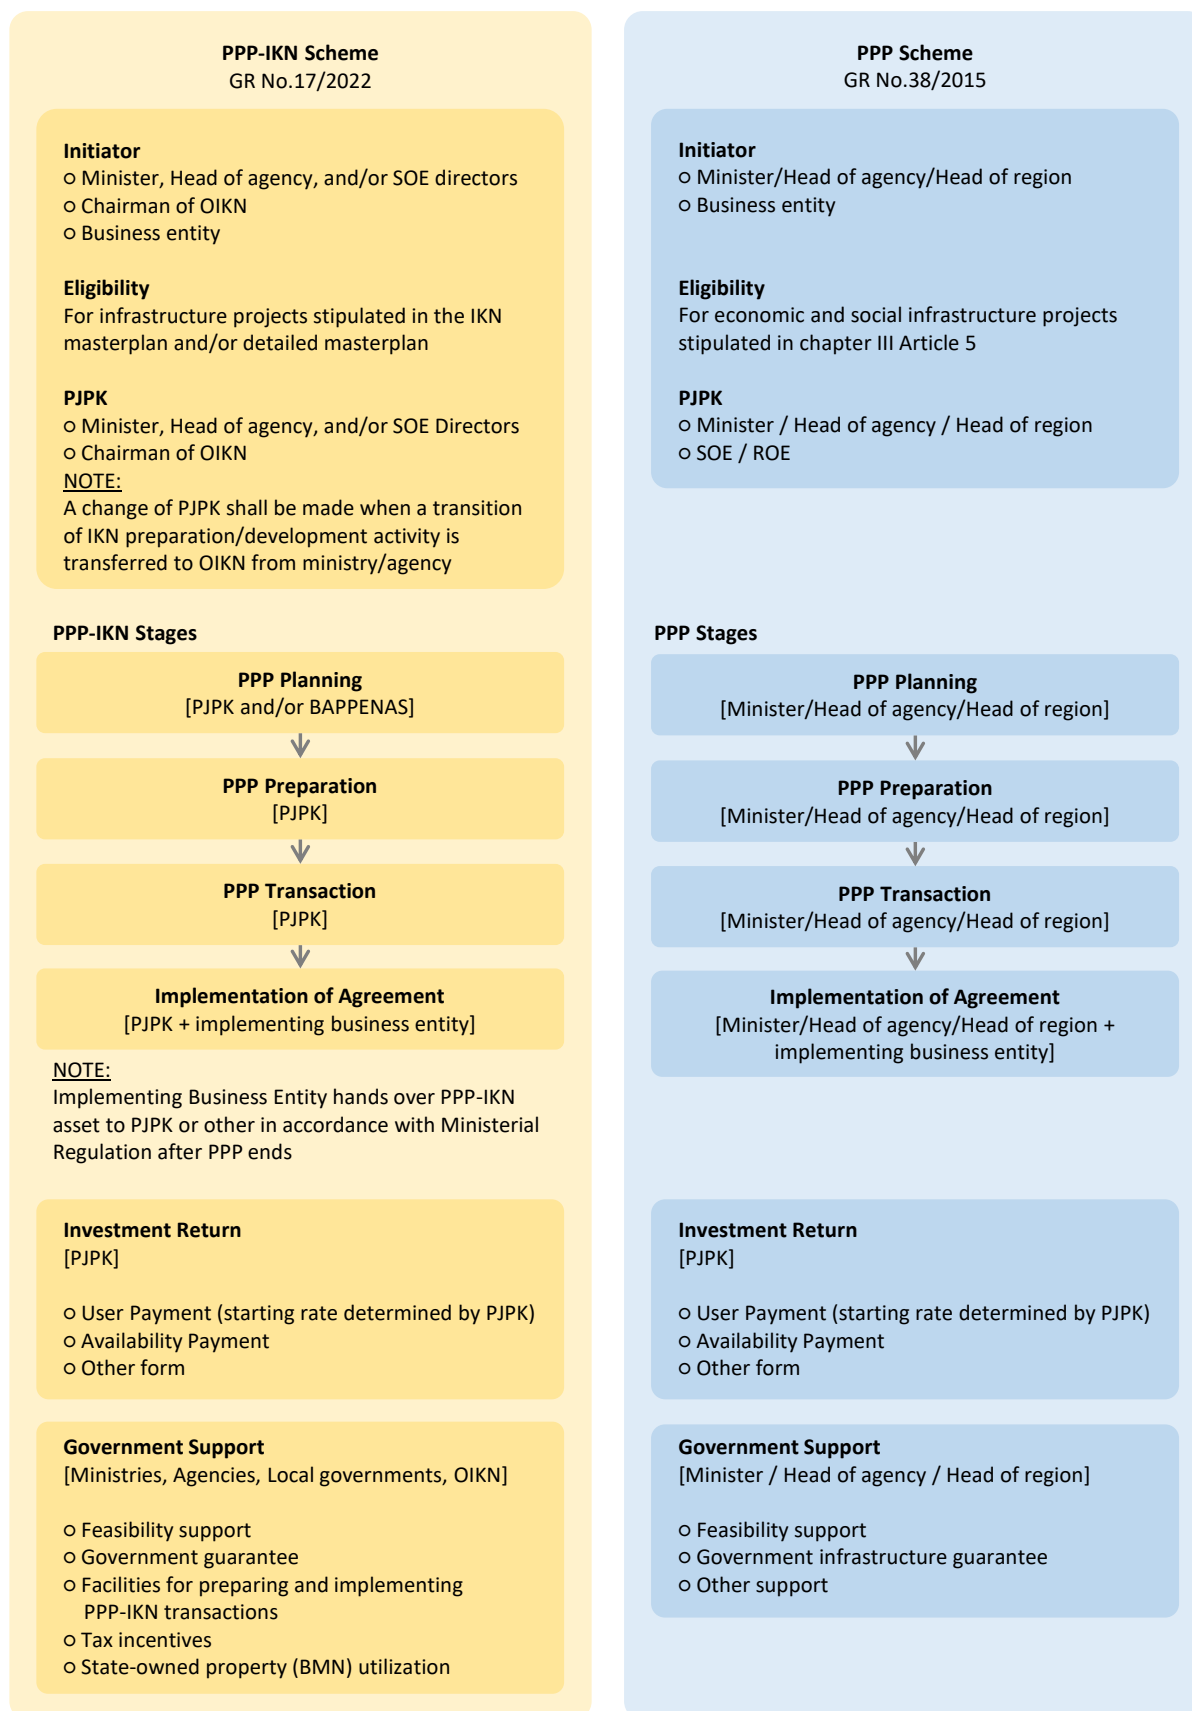 PPP-IKN Scheme
GR No.17/2022
Initiator
○ Minister, Head of agency, and/or SOE directors
○ Chairman of OIKN
○ Business entity
Eligibility
For infrastructure projects stipulated in the IKN
masterplan and/or detailed masterplan
PJPK
○ Minister, Head of agency, and/or SOE Directors
○ Chairman of OIKN
NOTE:
A change of PJPK shall be made when a transition
of IKN preparation/development activity is
transferred to OIKN from ministry/agency
PPP-IKN Stages
PPP Planning
[PJPK and/or BAPPENAS]
PPP Preparation
[PJPK]
PPP Transaction
[PJPK]
Implementation of Agreement
[PJPK + implementing business entity]
NOTE:
Implementing Business Entity hands over PPP-IKN
asset to PJPK or other in accordance with Ministerial
Regulation after PPP ends
Investment Return
[PJPK]
○ User Payment (starting rate determined by PJPK)
○ Availability Payment
○ Other form
Government Support
[Ministries, Agencies, Local governments, OIKN]
○ Feasibility support
○ Government guarantee
○ Facilities for preparing and implementing
PPP-IKN transactions
○ Tax incentives
○ State-owned property (BMN) utilization
PPP Scheme
GR No.38/2015
Initiator
○ Minister/Head of agency/Head of region
○ Business entity
Eligibility
For economic and social infrastructure projects
stipulated in chapter III Article 5
PJPK
○ Minister / Head of agency / Head of region
○ SOE / ROE
PPP Stages
PPP Planning
[Minister/Head of agency/Head of region]
PPP Preparation
[Minister/Head of agency/Head of region]
PPP Transaction
[Minister/Head of agency/Head of region]
Implementation of Agreement
[Minister/Head of agency/Head of region +
implementing business entity]
Investment Return
[PJPK]
○ User Payment (starting rate determined by PJPK)
○ Availability Payment
○ Other form
Government Support
[Minister / Head of agency / Head of region]
○ Feasibility support
○ Government infrastructure guarantee
○ Other support